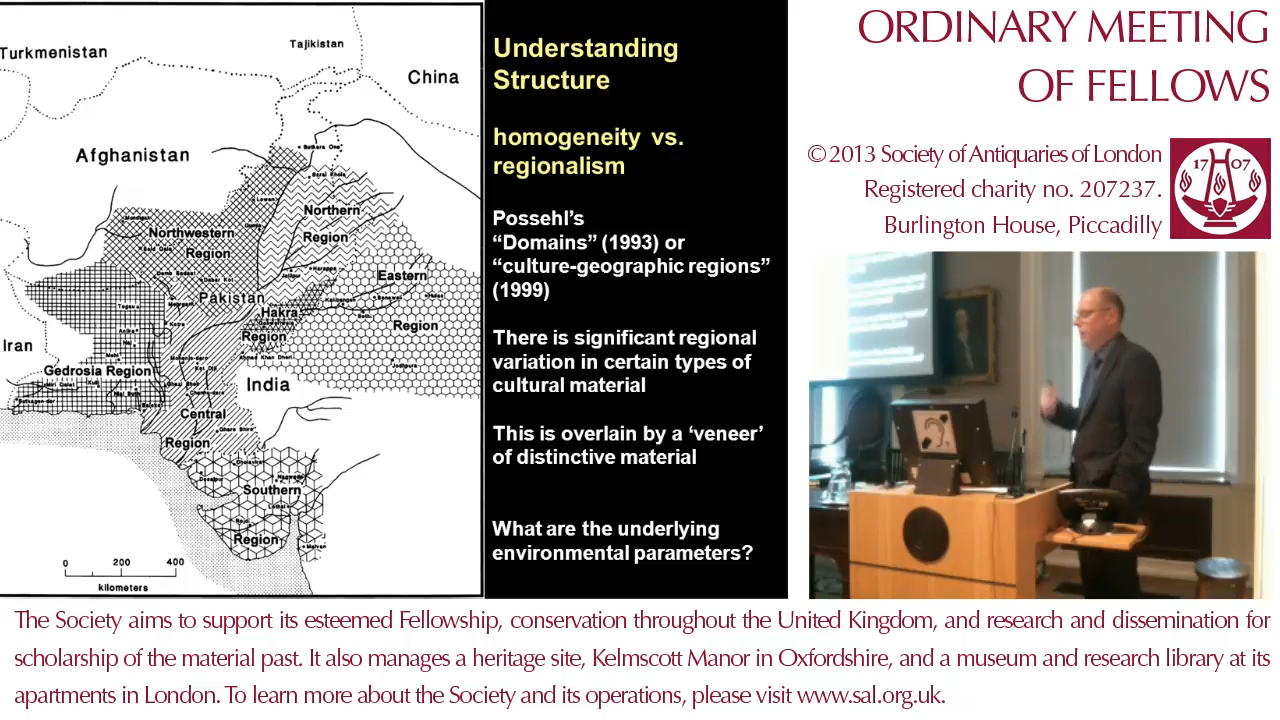 Turkmenistan
Tajikistan
China
Afghanistan
Northern
Region
Northwestern
Region
Pakistan
Eastern
Region
Hakra
Region
Iran
Gedrosia Region
India
Central
Region
Southern
Region
0 200 400
kilometers
Understanding
Structure
homogeneity vs.
regionalism
Possehl's
"Domains" (1993) or
"culture-geographic regions"
(1999)
There is significant regional
variation in certain types of
cultural material
This is overlain by a 'veneer'
of distinctive material
What are the underlying
environmental parameters?
ORDINARY MEETING
OF FELLOWS
© 2013 Society of Antiquaries of London
Registered charity no. 207237.
Burlington House, Piccadilly
17 07
The Society aims to support its esteemed Fellowship, conservation throughout the United Kingdom, and research and dissemination for
scholarship of the material past. It also manages a heritage site, Kelmscott Manor in Oxfordshire, and a museum and research library at its
apartments in London. To learn more about the Society and its operations, please visit www.sal.org.uk.